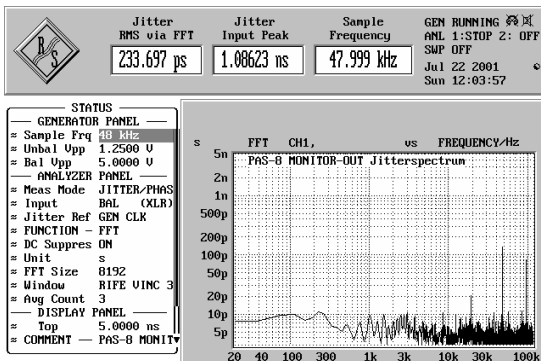 R&S
Jitter
RMS via FFT
233.697 ps
Jitter
Input Peak
1.08623 ns
Sample
Frequency
47.999 kHz
GEN RUNNING
ANL 1:STOP 2: OFF
SWP OFF
Jul 22 2001
Sun 12:03:57
STATUS
GENERATOR PANEL
≈ Sample Frq 48 kHz
≈ Unbal Vpp 1.2500 V
≈ Bal Vpp 5.0000 V
ANALYZER PANEL
≈ Meas Mode JITTER/PHAS
≈ Input BAL (XLR)
≈ Jitter Ref GEN CLK
≈ FUNCTION - FFT
≈ DC Suppres ON
≈ Unit s
≈ FFT Size 8192
≈ Window RIFE VINC 3
≈ Avg Count 3
DISPLAY PANEL
≈ Top 5.0000 ns
≈ COMMENT — PAS-8 MONIT
s FFT CH1, vs FREQUENCY/Hz
PAS-8 MONITOR-OUT Jitterspectrum
5n
2n
1n
500p
200p
100p
50p
20p
10p
5p
20 40 100 300 1k 3k 10k 30k 100k